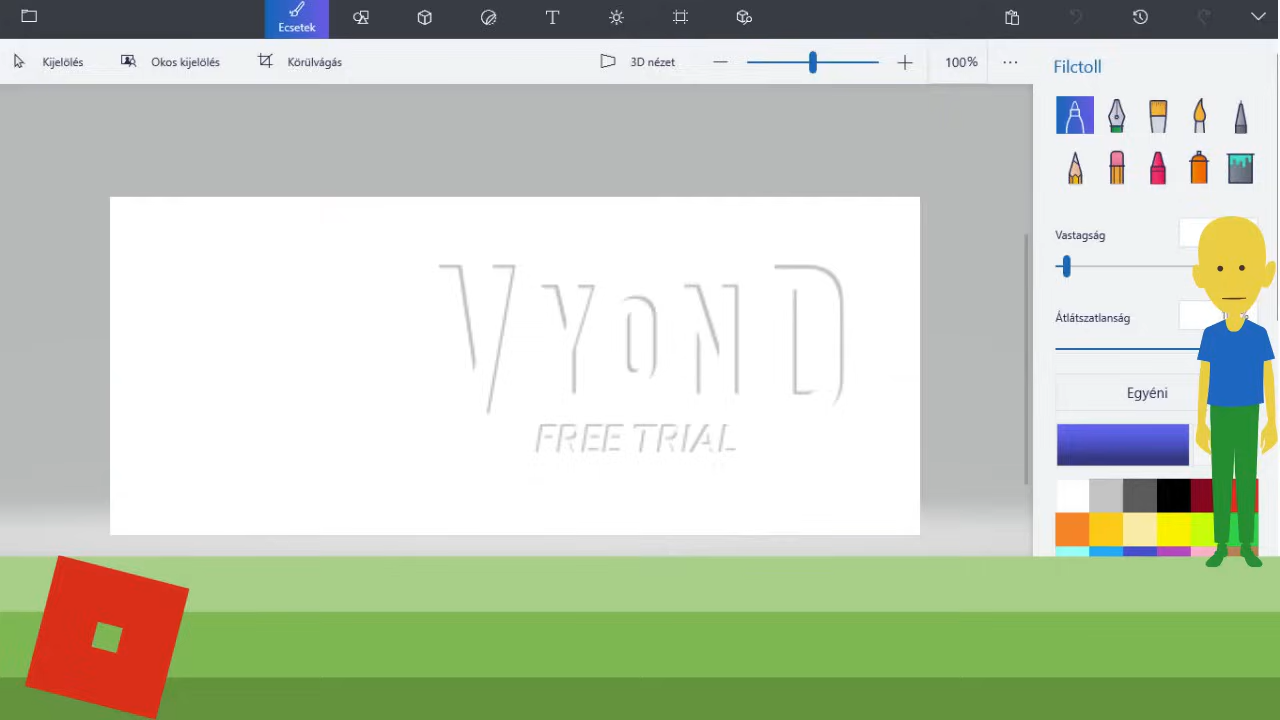 Ecsetek
Kijelölés
Okos kijelölés
Körülvágás
3D nézet
100%
Filctoll
Vastagság
Átlátszatlanság
Egyéni
VYOND
FREE TRIAL